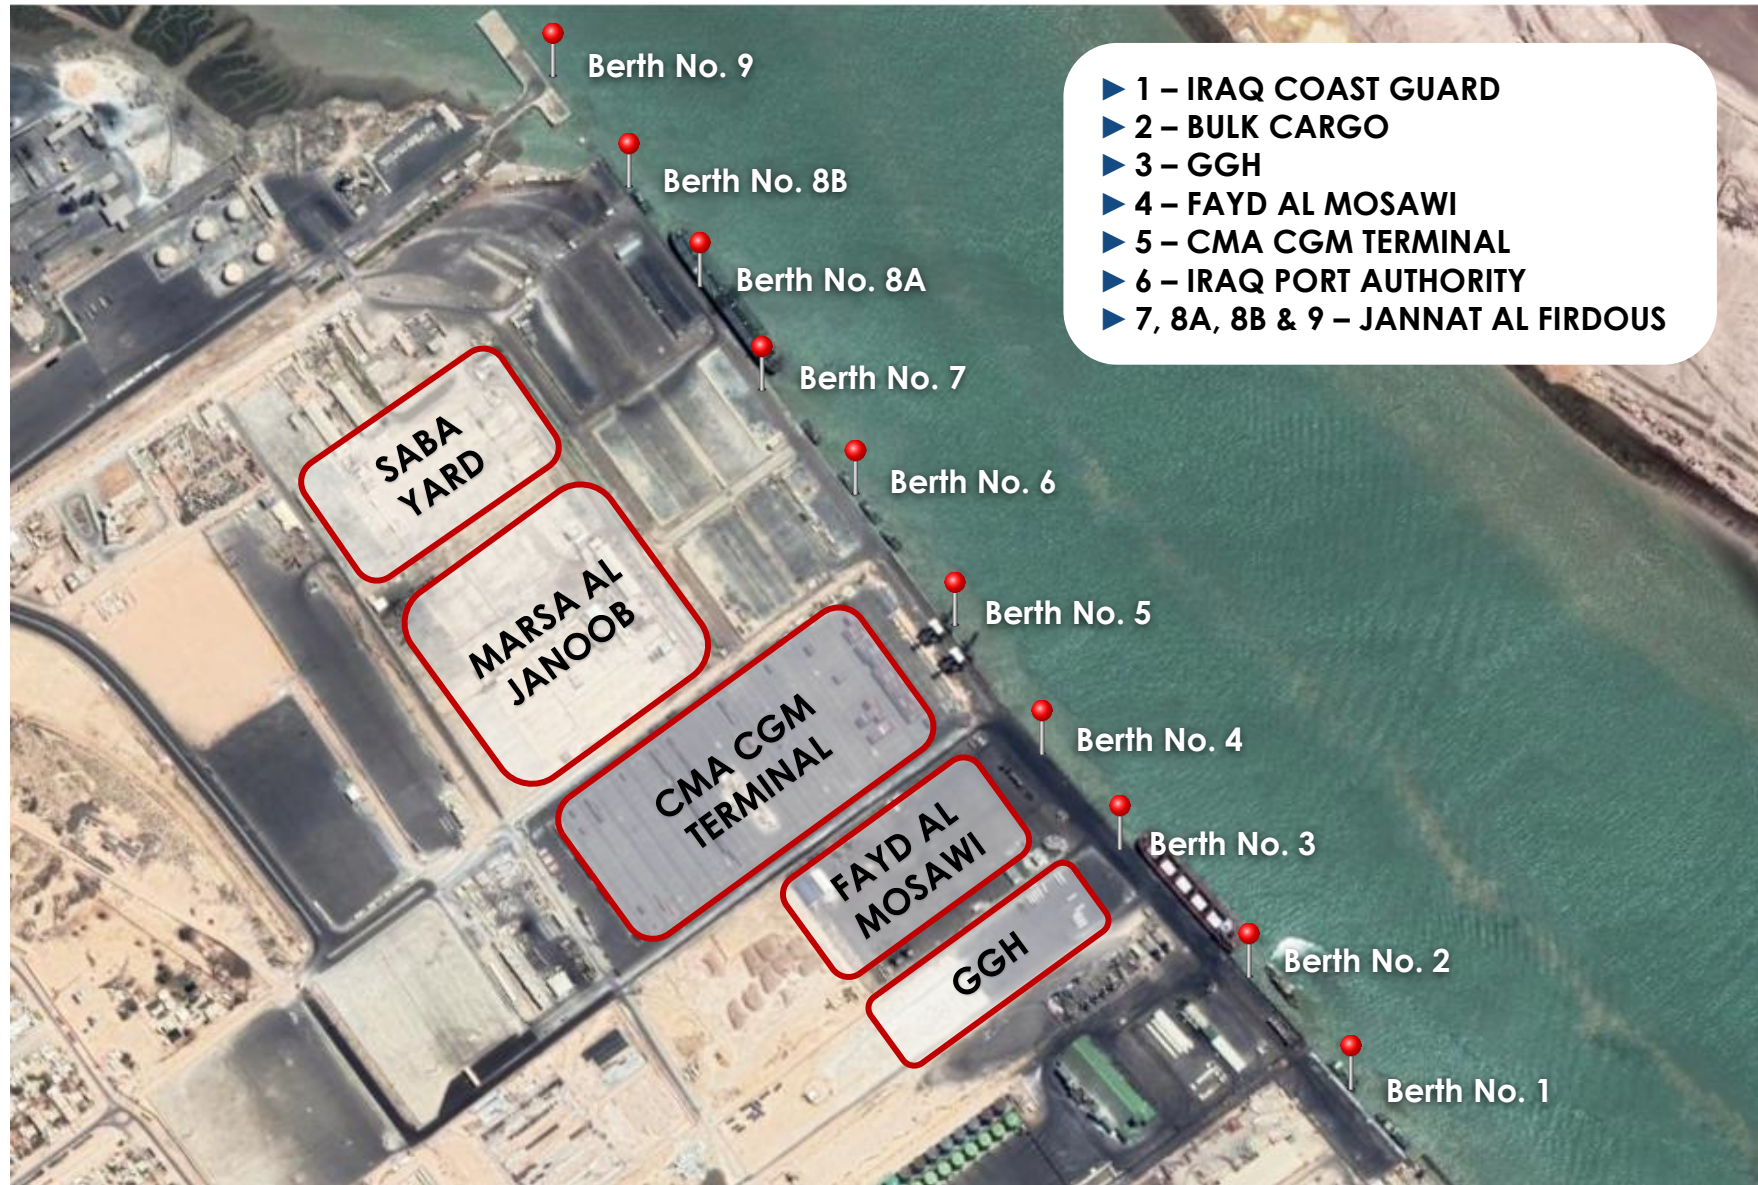 Berth No. 9
► 1 – IRAQ COAST GUARD
► 2 – BULK CARGO
► 3 – GGH
► 4 – FAYD AL MOSAWI
► 5 – CMA CGM TERMINAL
► 6 – IRAQ PORT AUTHORITY
► 7, 8A, 8B & 9 – JANNAT AL FIRDOUS
Berth No. 8B
Berth No. 8A
Berth No. 7
SABA
YARD
Berth No. 6
MARSA AL
JANOOB
Berth No. 5
CMA CGM
TERMINAL
Berth No. 4
FAYD AL
MOSAWI
Berth No. 3
GGH
Berth No. 2
Berth No. 1